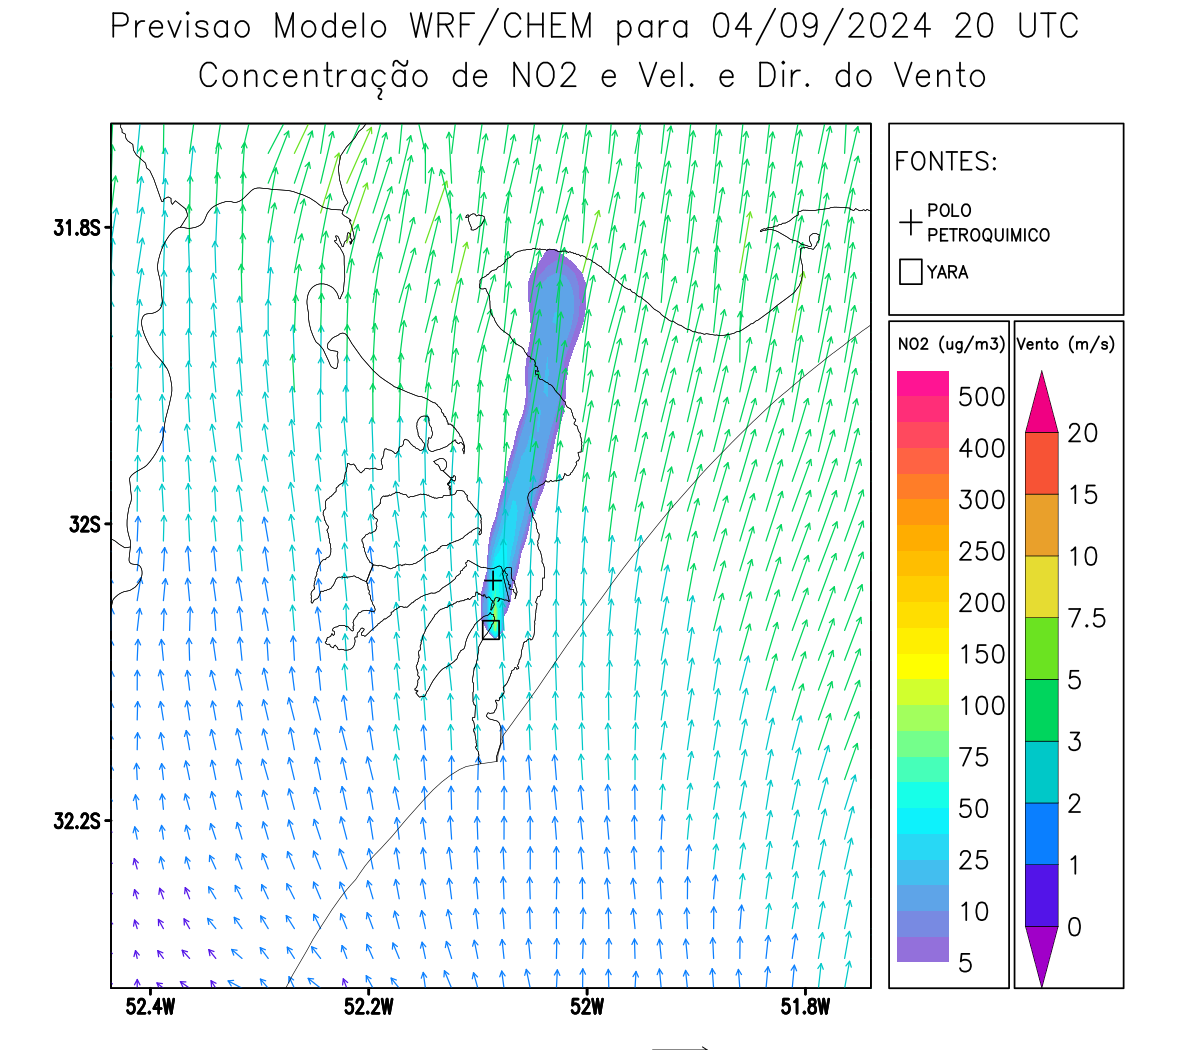 Previsao Modelo WRF/CHEM para 04/09/2024 20 UTC
Concentração de NO2 e Vel. e Dir. do Vento
FONTES:
POLO
PETROQUIMICO
YARA
NO2 (ug/m3)
500
400
300
250
200
150
100
75
50
25
10
5
Vento (m/s)
20
15
10
7.5
5
3
2
1
0
31.8S
32S
32.2S
52.4W
52.2W
52W
51.8W